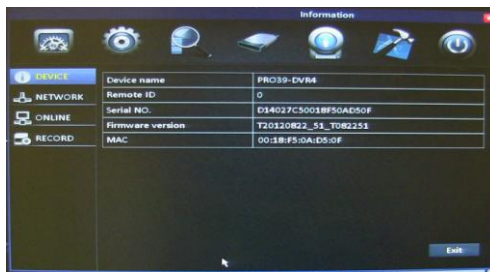 Information
DEVICE
NETWORK
ONLINE
RECORD
Device name PRO39-DVR4
Remote ID 0
Serial NO. D14027C50018F50AD50F
Firmware version T20120822_51_T082251
MAC 00:18:F5:0A:D5:0F
Exit